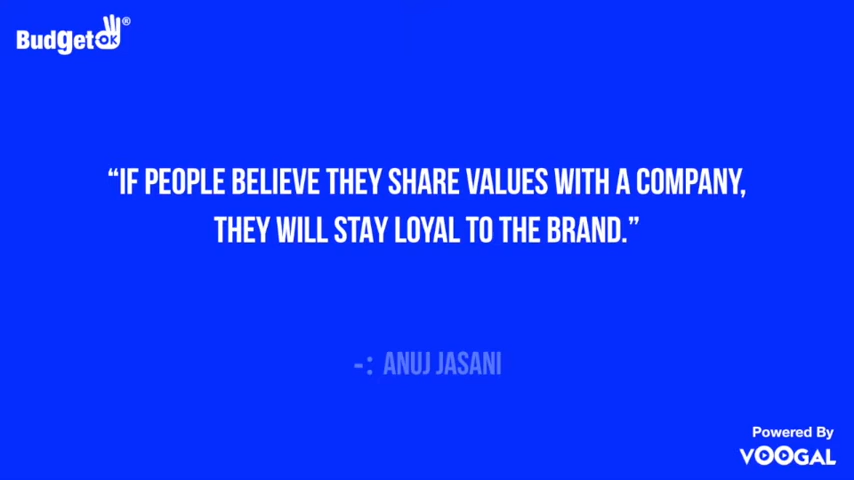 BudgetOK®
“IF PEOPLE BELIEVE THEY SHARE VALUES WITH A COMPANY,
THEY WILL STAY LOYAL TO THE BRAND.”
-: ANUJ JASANI
Powered By
VOOGAL